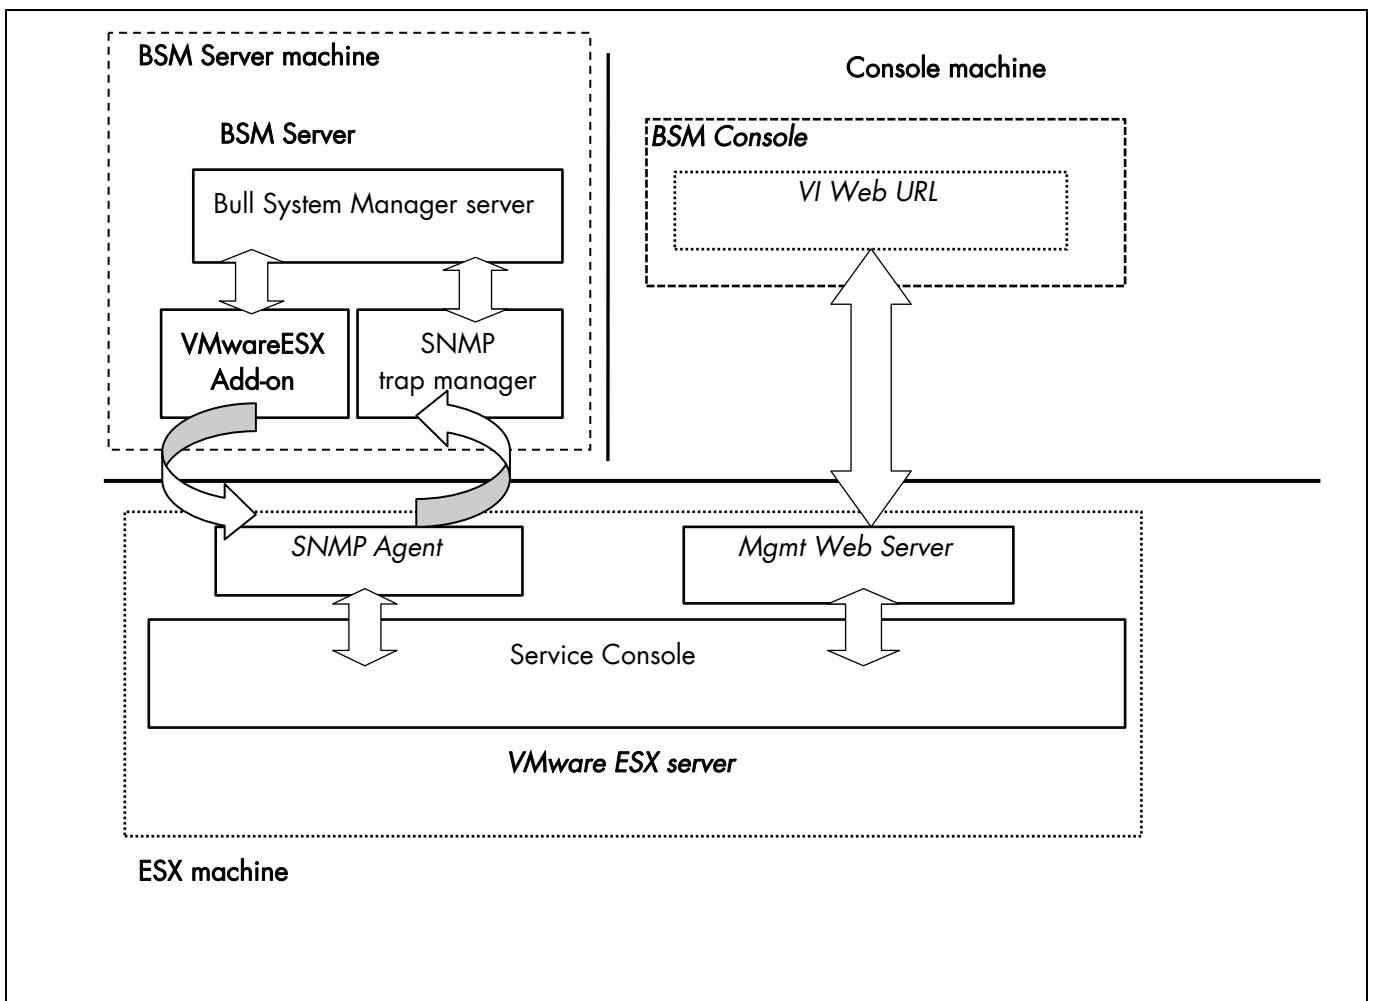 BSM Server machine
Console machine
BSM Server
BSM Console
Bull System Manager server
VI Web URL
VMwareESX
Add-on
SNMP
trap manager
SNMP Agent
Mgmt Web Server
Service Console
VMware ESX server
ESX machine